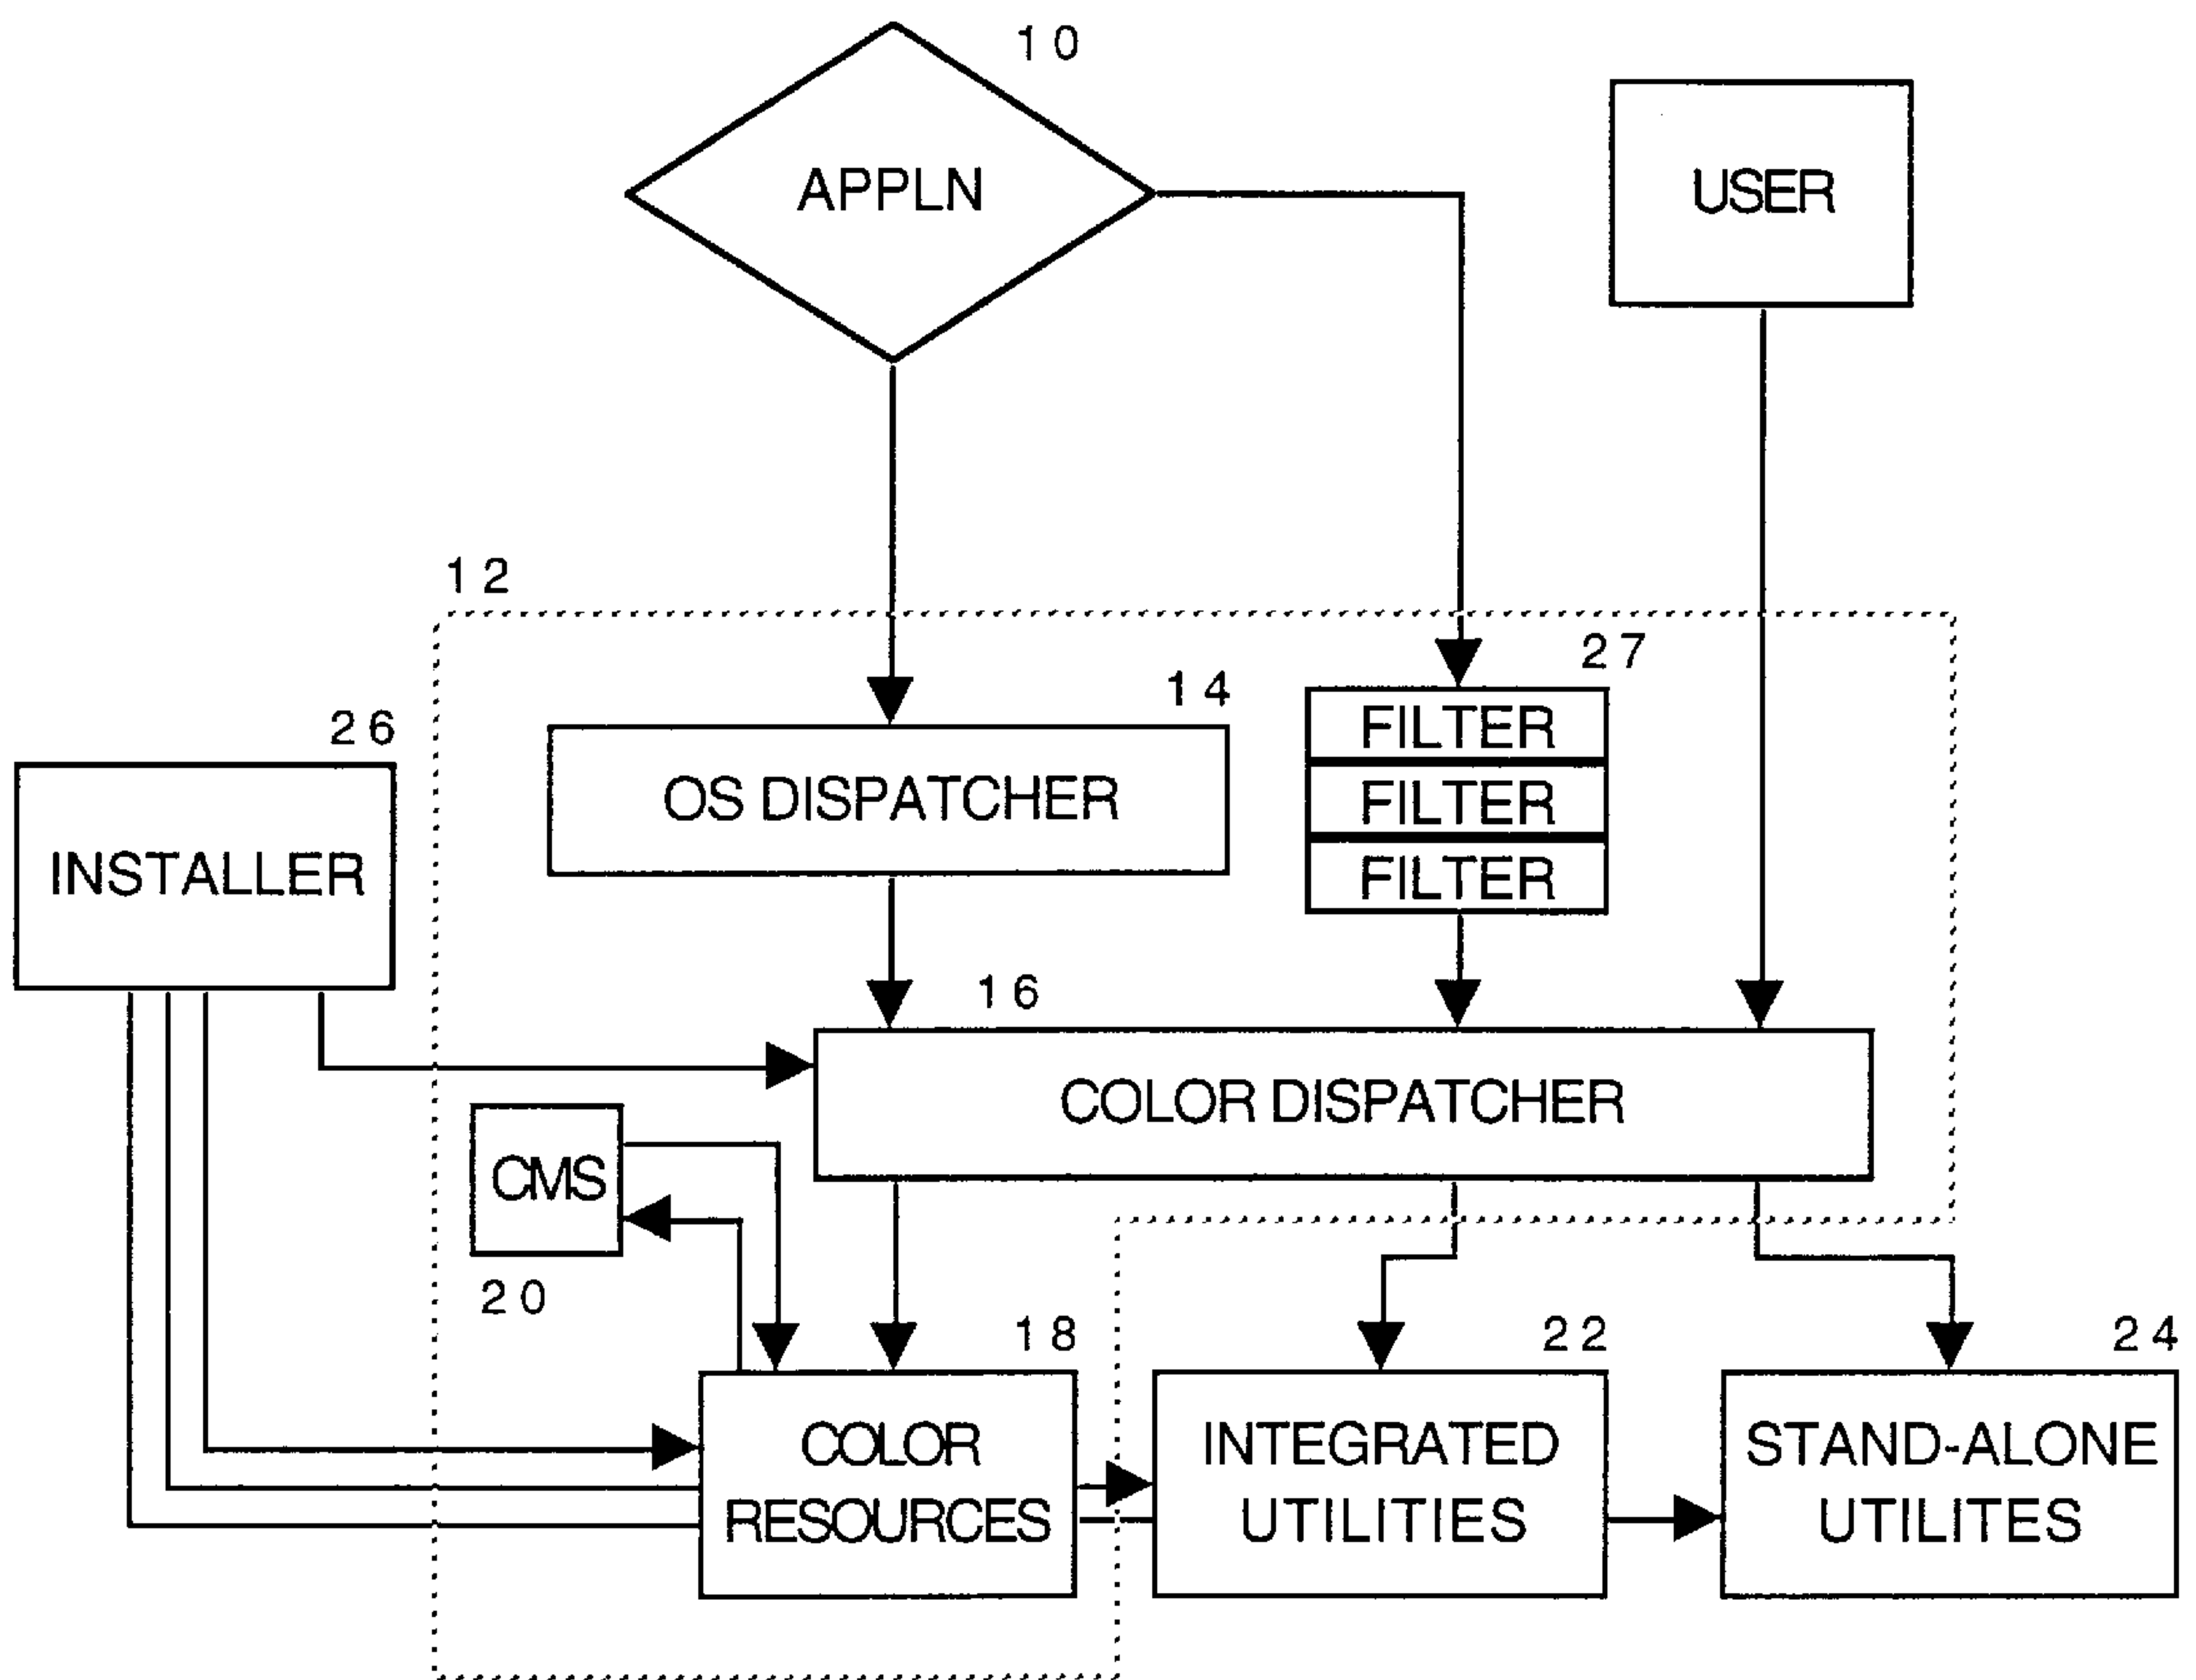 10
APPLN
USER
12
27
14
FILTER
26
OS DISPATCHER
FILTER
INSTALLER
FILTER
16
COLOR DISPATCHER
CMS
20
18
22
24
COLOR
RESOURCES
INTEGRATED
UTILITIES
STAND-ALONE
UTILITES